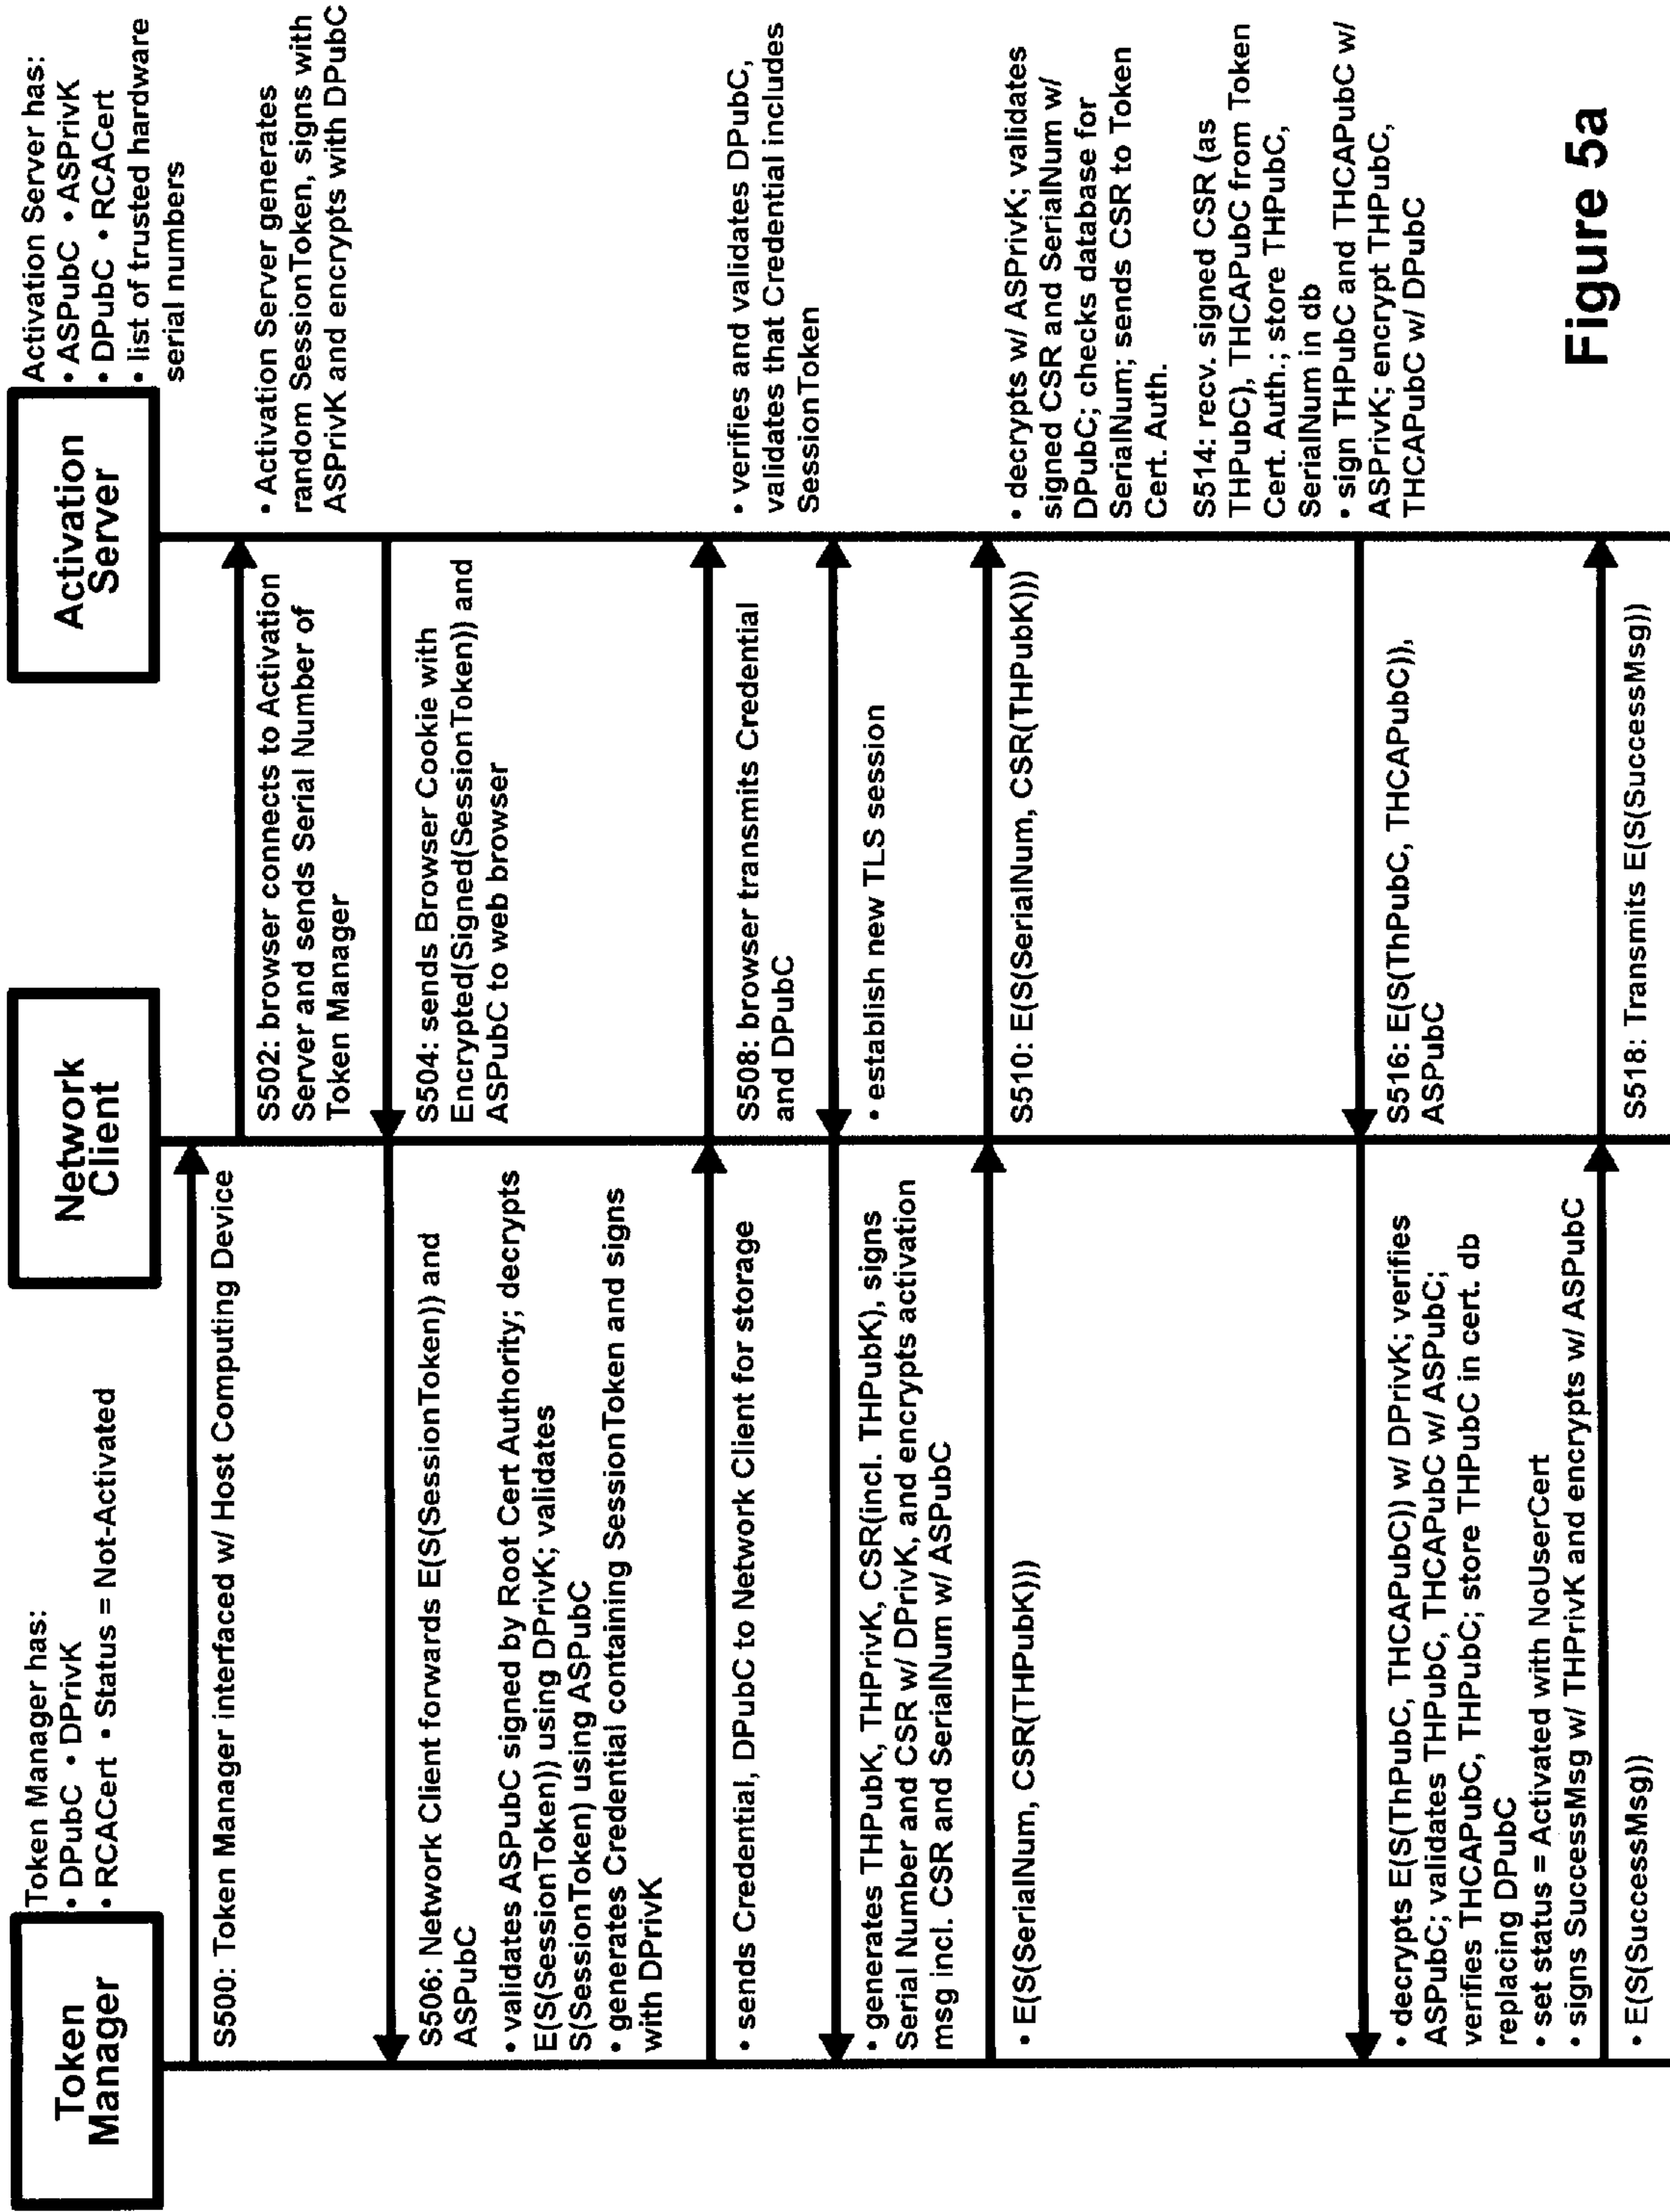 Token
Manager
Token Manager has:
• DPubC • DPrivK
• RCACert • Status = Not-Activated
Network
Client
Activation
Server
Activation Server has:
• ASPubC • ASPrivK
• DPubC • RCACert
• list of trusted hardware
serial numbers
S500: Token Manager interfaced w/ Host Computing Device
S502: browser connects to Activation
Server and sends Serial Number of
Token Manager
• Activation Server generates
random SessionToken, signs with
ASPrivK and encrypts with DPubC
S504: sends Browser Cookie with
Encrypted(Signed(SessionToken)) and
ASPubC to web browser
S506: Network Client forwards E(S(SessionToken)) and
ASPubC
• validates ASPubC signed by Root Cert Authority; decrypts
E(S(SessionToken)) using DPrivK; validates
S(SessionToken) using ASPubC
• generates Credential containing SessionToken and signs
with DPrivK
• sends Credential, DPubC to Network Client for storage
S508: browser transmits Credential
and DPubC
• verifies and validates DPubC,
validates that Credential includes
SessionToken
• establish new TLS session
• generates THPubK, THPrivK, CSR(incl. THPubK), signs
Serial Number and CSR w/ DPrivK, and encrypts activation
msg incl. CSR and SerialNum w/ ASPubC
• E(S(SerialNum, CSR(THPubK)))
S510: E(S(SerialNum, CSR(THPubK)))
• decrypts w/ ASPrivK; validates
signed CSR and SerialNum w/
DPubC; checks database for
SerialNum; sends CSR to Token
Cert. Auth.
S514: recv. signed CSR (as
THPubC), THCAPubC from Token
Cert. Auth.; store THPubC,
SerialNum in db
• sign THPubC and THCAPubC w/
ASPrivK; encrypt THPubC,
THCAPubC w/ DPubC
S516: E(S(ThPubC, THCAPubC)),
ASPubC
• decrypts E(S(ThPubC, THCAPubC)) w/ DPrivK; verifies
ASPubC; validates THPubC, THCAPubC w/ ASPubC;
verifies THCAPubC, THPubC; store THPubC in cert. db
replacing DPubC
• set status = Activated with NoUserCert
• signs SuccessMsg w/ THPrivK and encrypts w/ ASPubC
• E(S(SuccessMsg))
S518: Transmits E(S(SuccessMsg))
Figure 5a